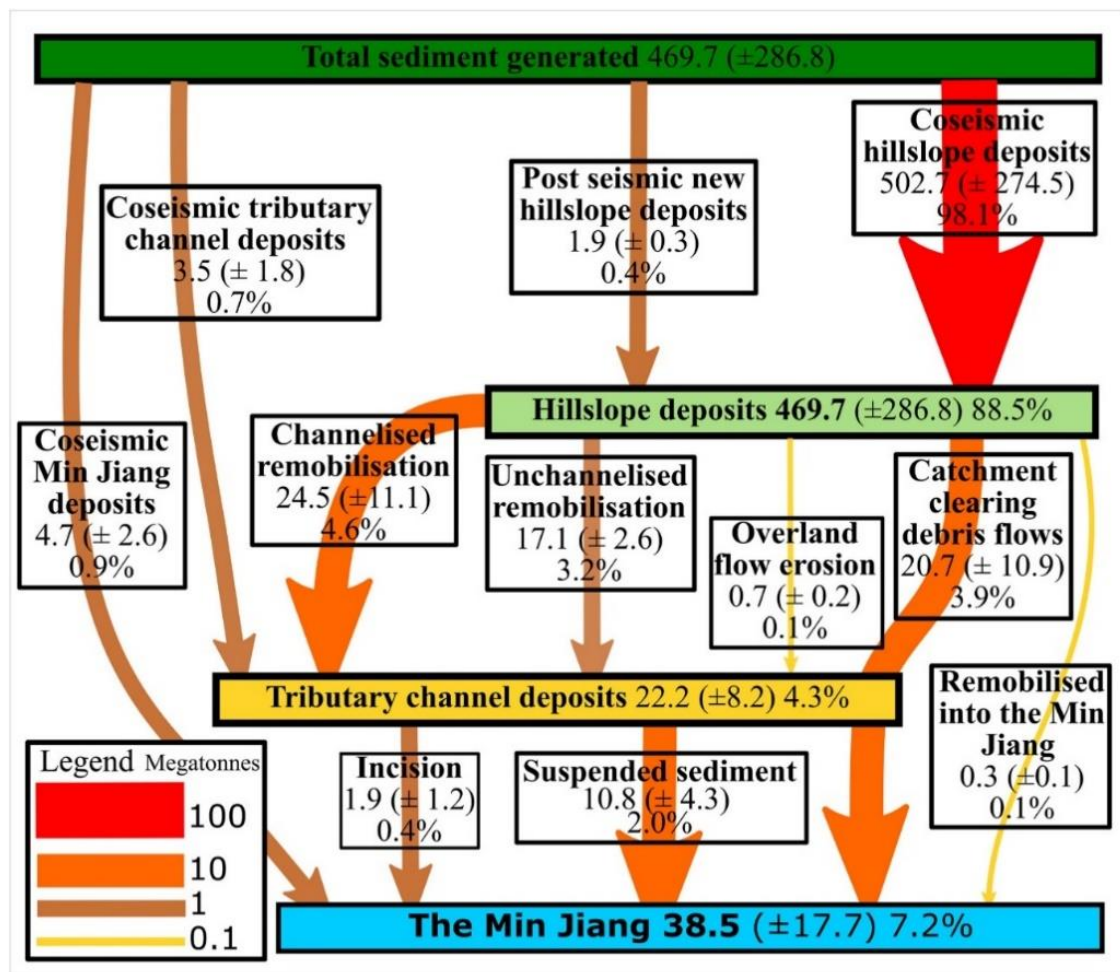 Total sediment generated 469.7 (±286.8)
Coseismic
hillslope deposits
502.7 (± 274.5)
98.1%
Post seismic new
hillslope deposits
1.9 (± 0.3)
0.4%
Coseismic tributary
channel deposits
3.5 (± 1.8)
0.7%
Hillslope deposits 469.7 (±286.8) 88.5%
Coseismic
Min Jiang
deposits
4.7 (± 2.6)
0.9%
Channelised
remobilisation
24.5 (±11.1)
4.6%
Unchannelised
remobilisation
17.1 (± 2.6)
3.2%
Overland
flow erosion
0.7 (± 0.2)
0.1%
Catchment
clearing
debris flows
20.7 (± 10.9)
3.9%
Tributary channel deposits 22.2 (±8.2) 4.3%
Remobilised
into the Min
Jiang
0.3 (±0.1)
0.1%
Legend Megatonnes
100
10
1
0.1
Incision
1.9 (± 1.2)
0.4%
Suspended sediment
10.8 (± 4.3)
2.0%
The Min Jiang 38.5 (±17.7) 7.2%